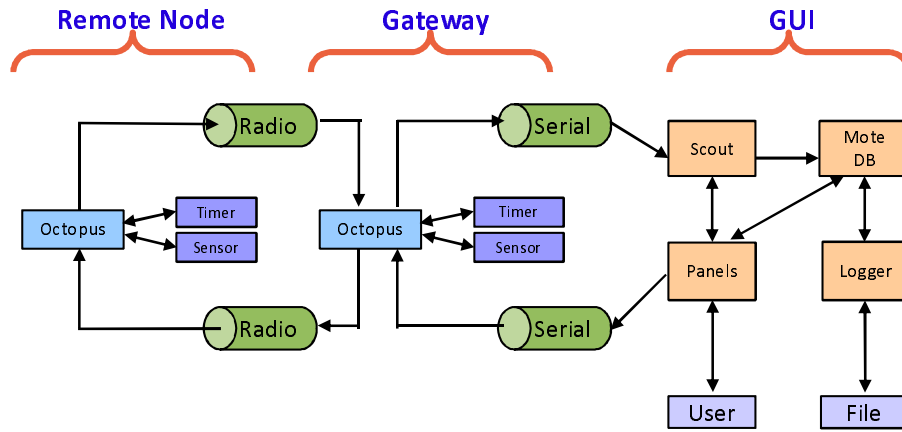 Remote Node
Gateway
GUI
Radio
Serial
Scout
Mote
DB
Octopus
Timer
Sensor
Octopus
Timer
Sensor
Panels
Logger
Radio
Serial
User
File